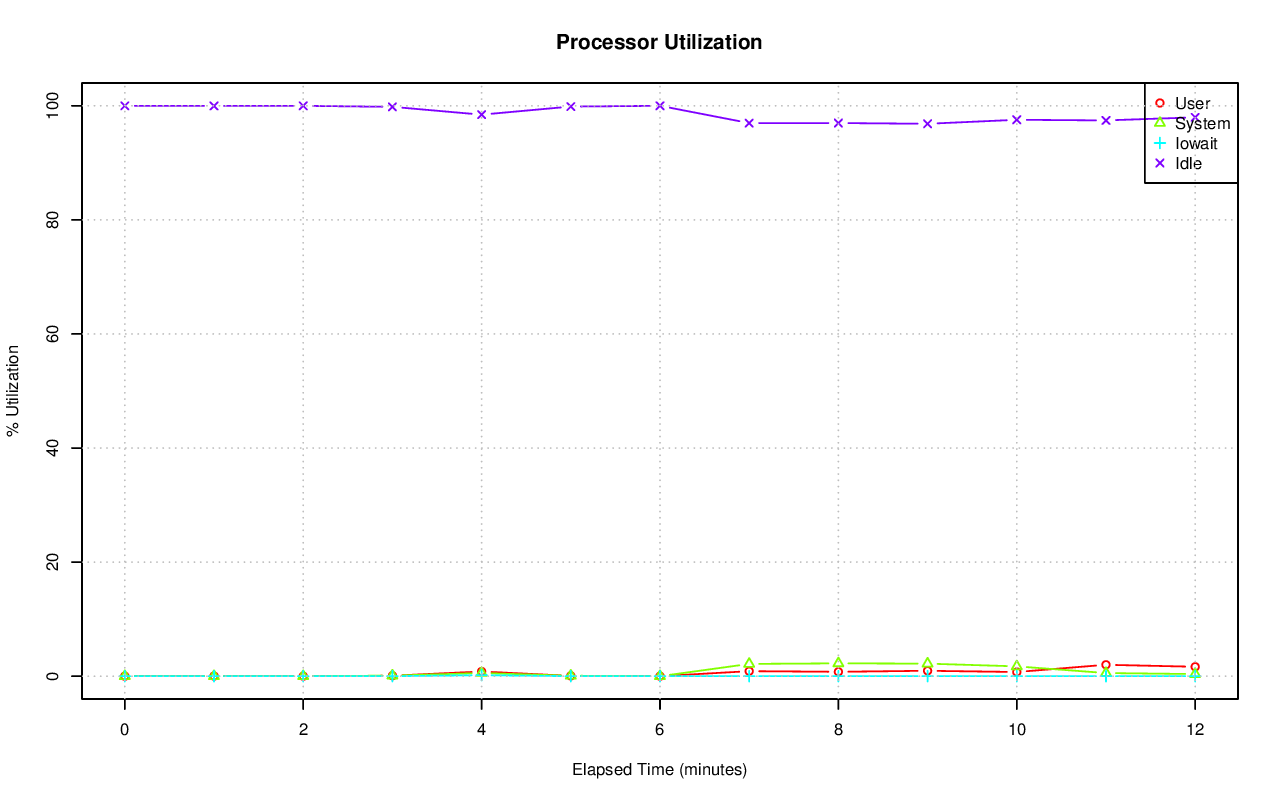 Processor Utilization
User
System
Iowait
Idle
% Utilization
100
80
60
40
20
0
0 2 4 6 8 10 12
Elapsed Time (minutes)